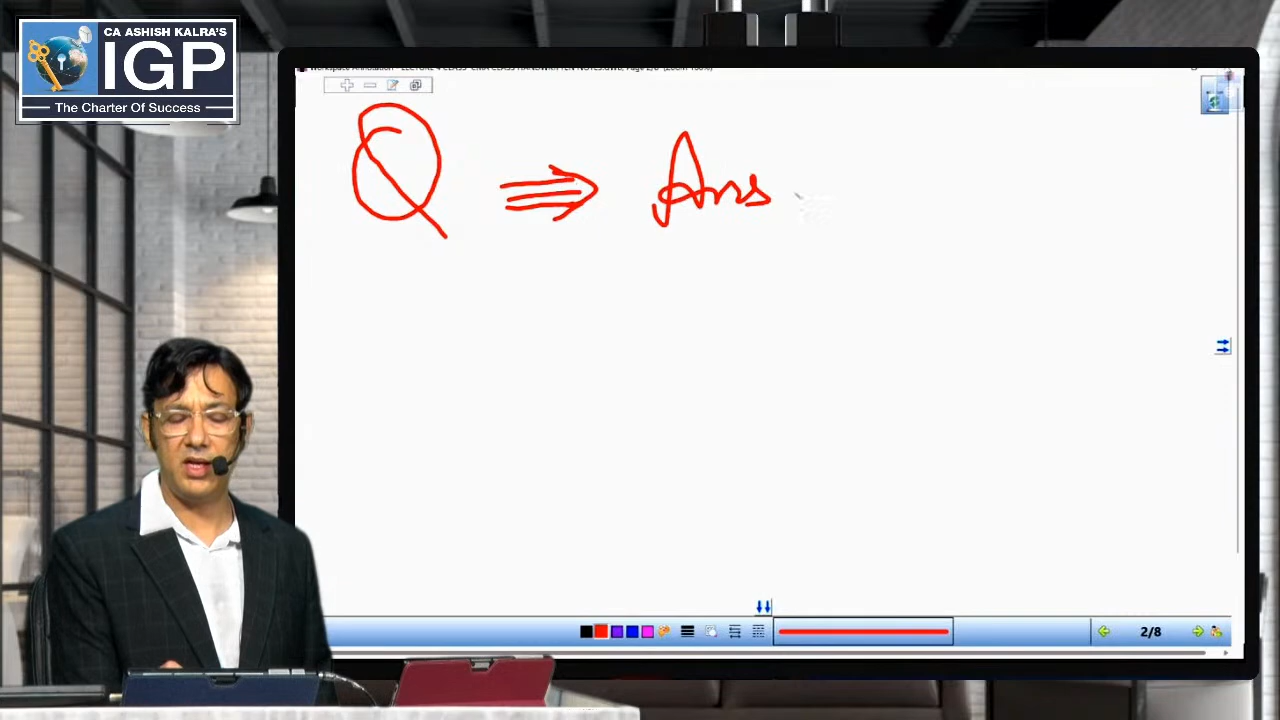 CA ASHISH KALRA'S
IGP
The Charter Of Success
Q ⇒ Ans
2/8